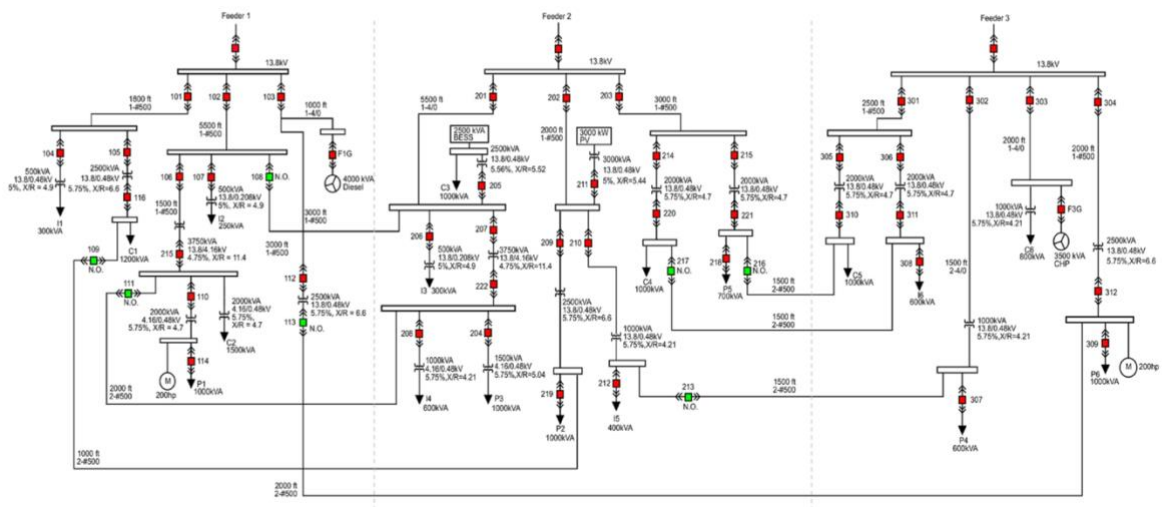 Feeder 1
13.8kV
101
102
103
1500 ft
1-#500
5500 ft
1-#500
1000 ft
1-4/0
104
105
500kVA
13.8/0.48kV
5%, X/R = 4.9
2500kVA
13.8/0.48kV
5.75%, X/R=6.6
116
I1
300kVA
C1
1200kVA
109
N.O.
106
107
108
N.O.
500kVA
13.8/0.208kV
5%, X/R = 4.9
I2
250kVA
F1G
4000 kVA
Diesel
1500 ft
1-#500
3000 ft
1-#500
3000 ft
1-#500
215
3750kVA
13.8/4.16kV
4.75%, X/R = 11.4
111
N.O.
110
2000kVA
4.16/0.48kV
5.75%, X/R = 4.7
2000kVA
4.16/0.48kV
5.75%,
X/R = 4.7
C2
1500kVA
112
2500kVA
13.8/0.48kV
5.75%, X/R = 6.6
113
N.O.
M
200hp
114
P1
1000kVA
2000 ft
2-#500
1000 ft
2-#500
2000 ft
2-#500
Feeder 2
13.8kV
201
202
203
5500 ft
1-4/0
2000 ft
1-#500
3000 ft
1-#500
2500 kVA
BESS
2500kVA
13.8/0.48kV
5.56%, X/R=5.52
C3
1000kVA
205
3000 kW
PV
3000kVA
13.8/0.48kV
5%, X/R=5.44
211
206
207
500kVA
13.8/0.208kV
5%,X/R=4.9
I3 300kVA
3750kVA
13.8/4.16kV
4.75%,X/R=11.4
222
208
204
1000kVA
4.16/0.48kV
5.75%,X/R=4.21
I4
600kVA
1500kVA
4.16/0.48kV
5.75%,X/R=5.04
P3
1000kVA
209
210
2500kVA
13.8/0.48kV
5.75%,X/R=6.6
219
P2
1000kVA
1000kVA
13.8/0.48kV
5.75%,X/R=4.21
212
I5
400kVA
213
N.O.
1500 ft
2-#500
214
215
2000kVA
13.8/0.48kV
5.75%,X/R=4.7
2000kVA
13.8/0.48kV
5.75%,X/R=4.7
220
221
C4
1000kVA
217
N.O.
218
P5
700kVA
216
N.O.
1500 ft
2-#500
1500 ft
2-#500
Feeder 3
13.8kV
301
302
303
304
2500 ft
1-#500
2000 ft
1-4/0
2000 ft
1-#500
305
306
2000kVA
13.8/0.48kV
5.75%,X/R=4.7
2000kVA
13.8/0.48kV
5.75%,X/R=4.7
310
311
C5
1000kVA
308
I6
600kVA
1500 ft
2-4/0
1000kVA
13.8/0.48kV
5.75%,X/R=4.21
307
P4
600kVA
1000kVA
13.8/0.48kV
5.75%,X/R=4.21
C6
800kVA
F3G
3500 kVA
CHP
2500kVA
13.8/0.48kV
5.75%,X/R=6.6
312
309
P6
1000kVA
M
200hp